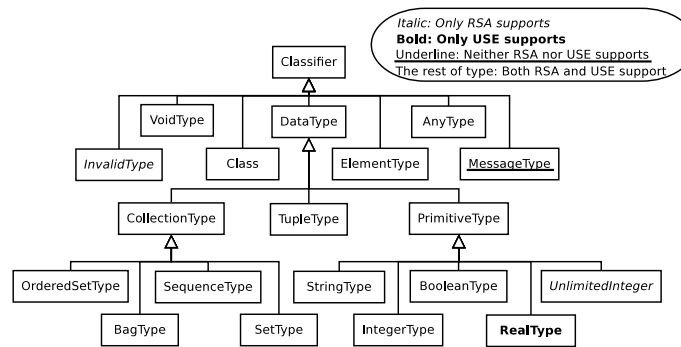 Italic: Only RSA supports
Bold: Only USE supports
Underline: Neither RSA nor USE supports
The rest of type: Both RSA and USE support
Classifier
VoidType
DataType
AnyType
InvalidType
Class
ElementType
MessageType
CollectionType
TupleType
PrimitiveType
OrderedSetType
SequenceType
StringType
BooleanType
UnlimitedInteger
BagType
SetType
IntegerType
RealType